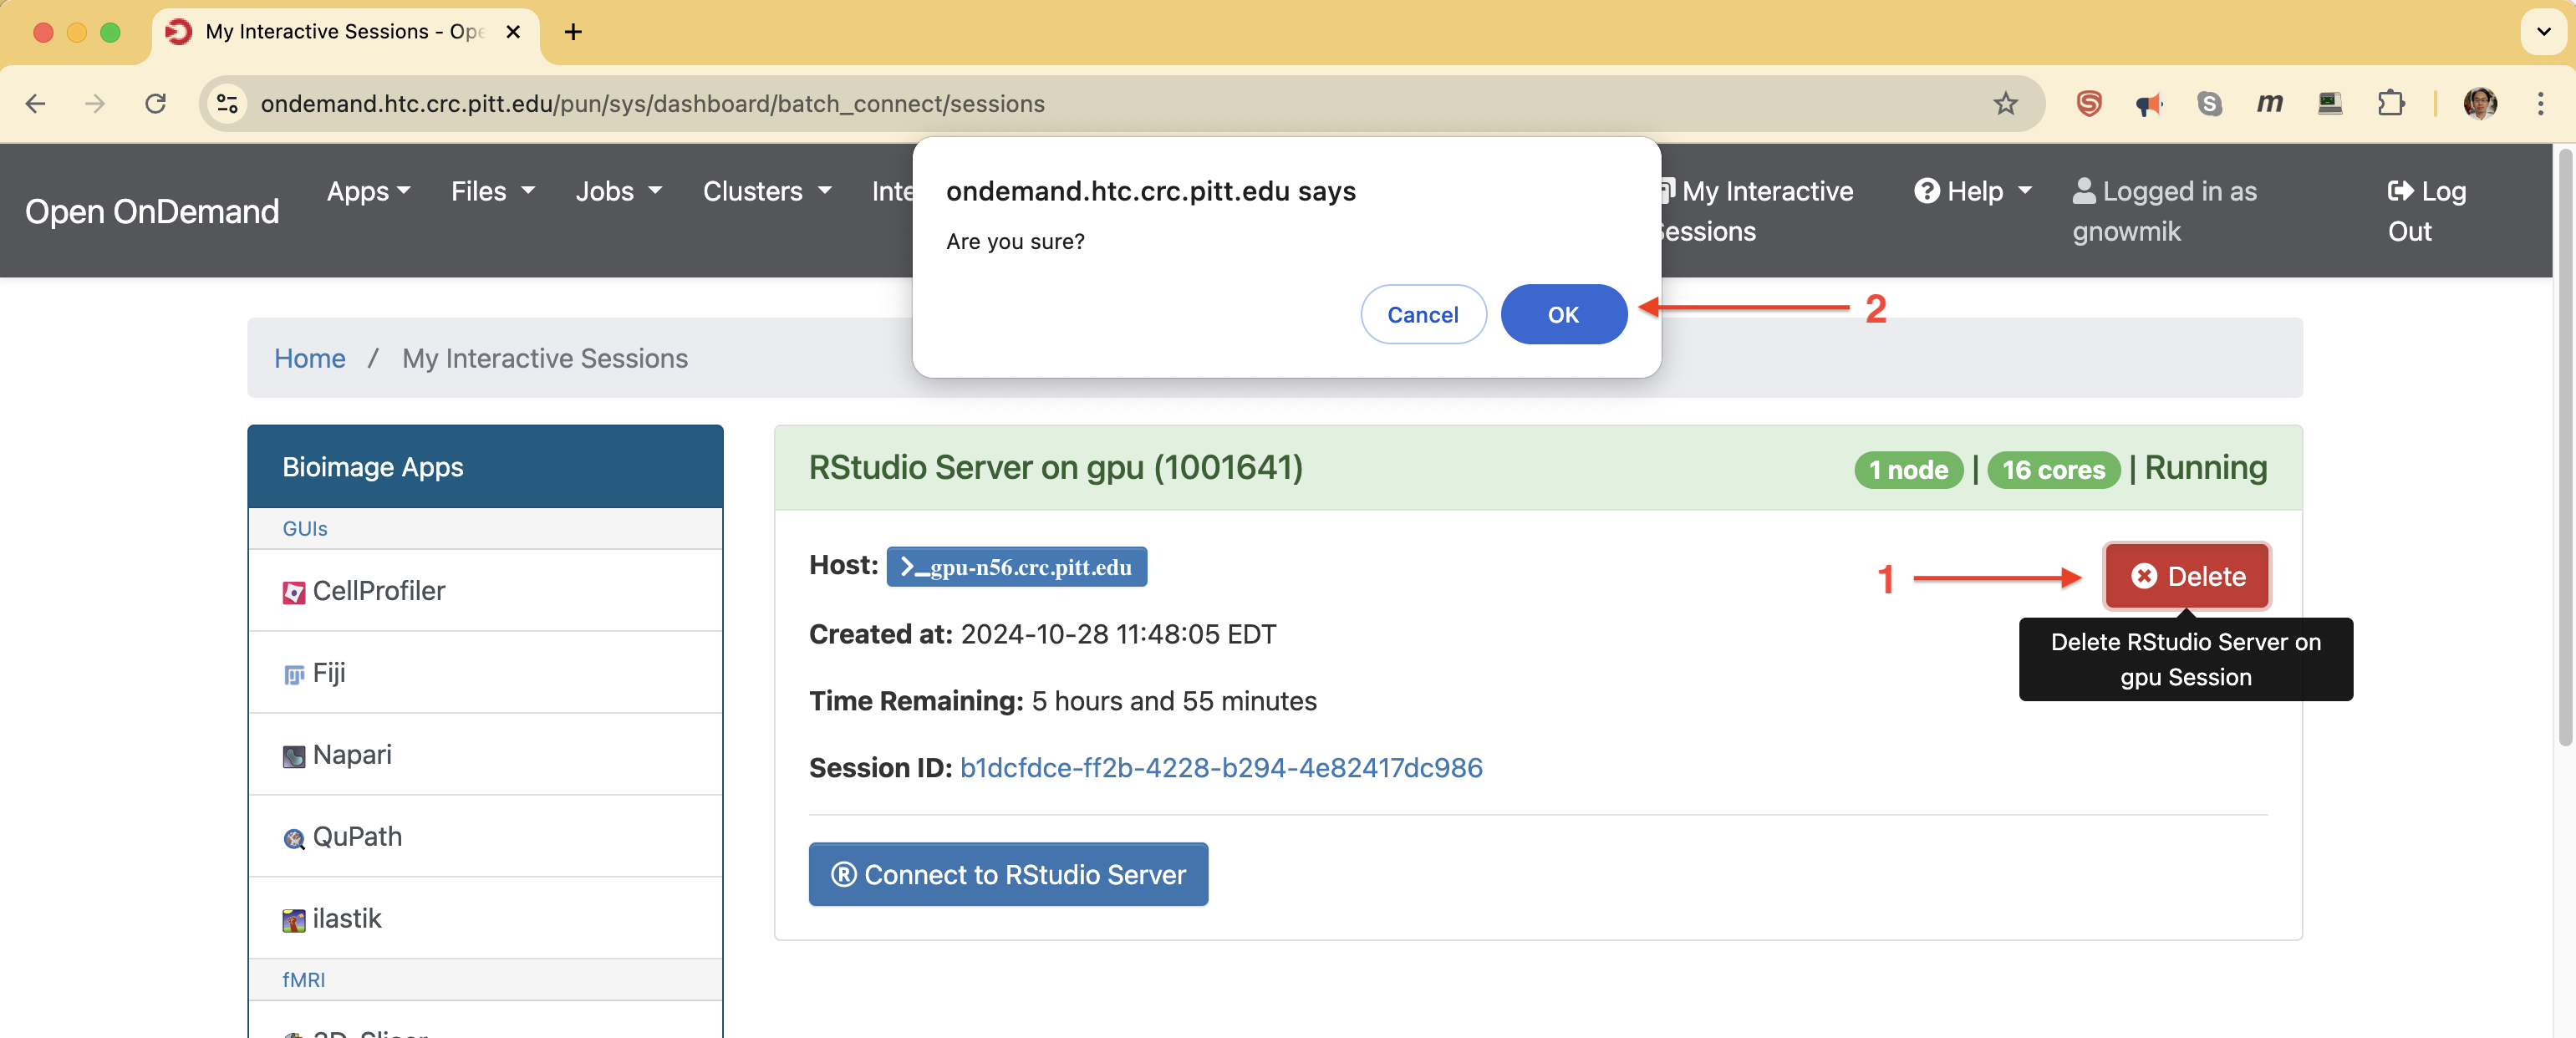 My Interactive Sessions - Ope
ondemand.htc.crc.pitt.edu/pun/sys/dashboard/batch_connect/sessions
Open OnDemand
Apps
Files
Jobs
Clusters
Inte
My Interactive
Sessions
Help
Logged in as
gnowmik
Log
Out
ondemand.htc.crc.pitt.edu says
Are you sure?
Cancel
OK
2
Home / My Interactive Sessions
Bioimage Apps
GUIs
CellProfiler
Fiji
Napari
QuPath
ilastik
fMRI
RStudio Server on gpu (1001641)
1 node | 16 cores | Running
Host: >_gpu-n56.crc.pitt.edu
1
Delete
Delete RStudio Server on
gpu Session
Created at: 2024-10-28 11:48:05 EDT
Time Remaining: 5 hours and 55 minutes
Session ID: b1dcfdce-ff2b-4228-b294-4e82417dc986
Connect to RStudio Server